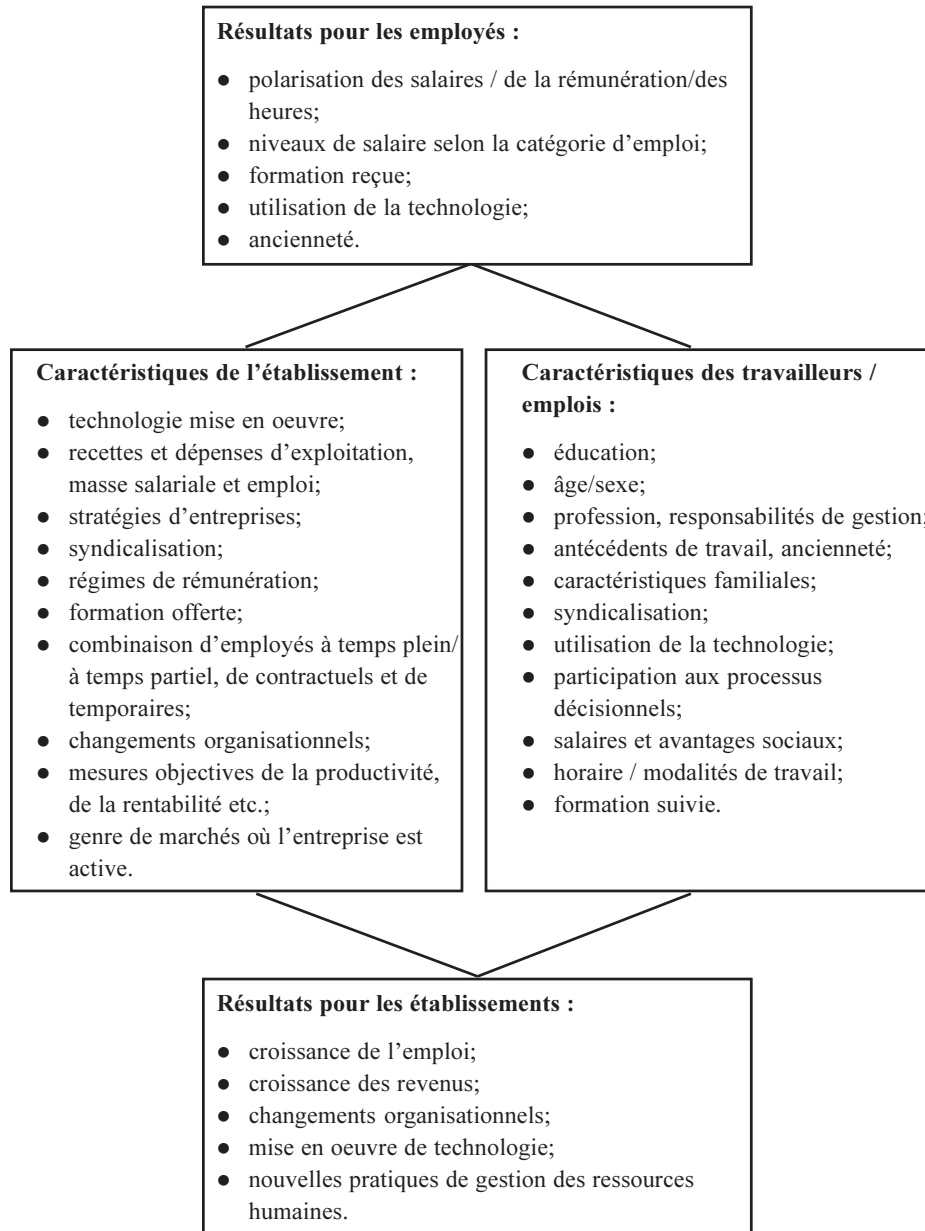 Résultats pour les employés :
● polarisation des salaires / de la rémunération/des
heures;
● niveaux de salaire selon la catégorie d’emploi;
● formation reçue;
● utilisation de la technologie;
● ancienneté.
Caractéristiques de l’établissement :
● technologie mise en oeuvre;
● recettes et dépenses d’exploitation,
masse salariale et emploi;
● stratégies d’entreprises;
● syndicalisation;
● régimes de rémunération;
● formation offerte;
● combinaison d’employés à temps plein/
à temps partiel, de contractuels et de
temporaires;
● changements organisationnels;
● mesures objectives de la productivité,
de la rentabilité etc.;
● genre de marchés où l’entreprise est
active.
Caractéristiques des travailleurs /
emplois :
● éducation;
● âge/sexe;
● profession, responsabilités de gestion;
● antécédents de travail, ancienneté;
● caractéristiques familiales;
● syndicalisation;
● utilisation de la technologie;
● participation aux processus
décisionnels;
● salaires et avantages sociaux;
● horaire / modalités de travail;
● formation suivie.
Résultats pour les établissements :
● croissance de l’emploi;
● croissance des revenus;
● changements organisationnels;
● mise en oeuvre de technologie;
● nouvelles pratiques de gestion des ressources
humaines.